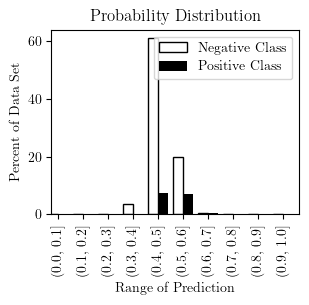 Probability Distribution
Negative Class
Positive Class
Percent of Data Set
60
40
20
0
(0.0, 0.1]
(0.1, 0.2]
(0.2, 0.3]
(0.3, 0.4]
(0.4, 0.5]
(0.5, 0.6]
(0.6, 0.7]
(0.7, 0.8]
(0.8, 0.9]
(0.9, 1.0]
Range of Prediction